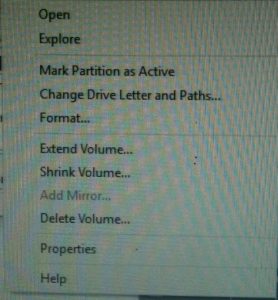 Open
Explore
Mark Partition as Active
Change Drive Letter and Paths...
Format...
Extend Volume...
Shrink Volume...
Add Mirror...
Delete Volume...
Properties
Help